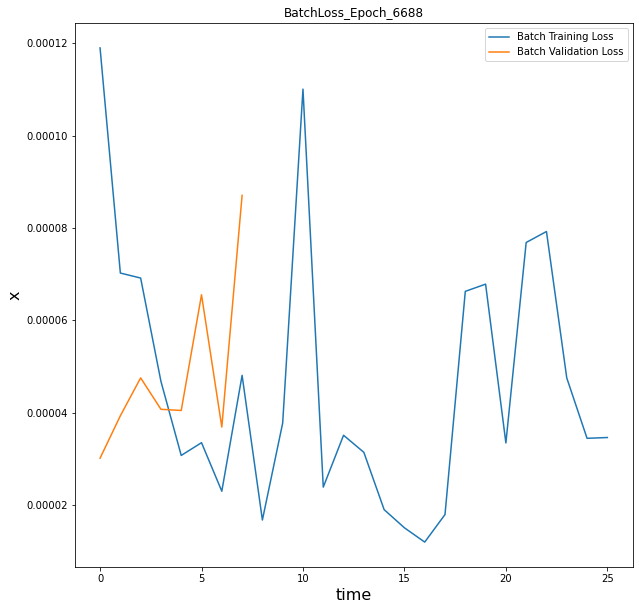 BatchLoss_Epoch_6688
Batch Training Loss
Batch Validation Loss
0.00012
0.00010
0.00008
0.00006
0.00004
0.00002
x
0 5 10 15 20 25
time